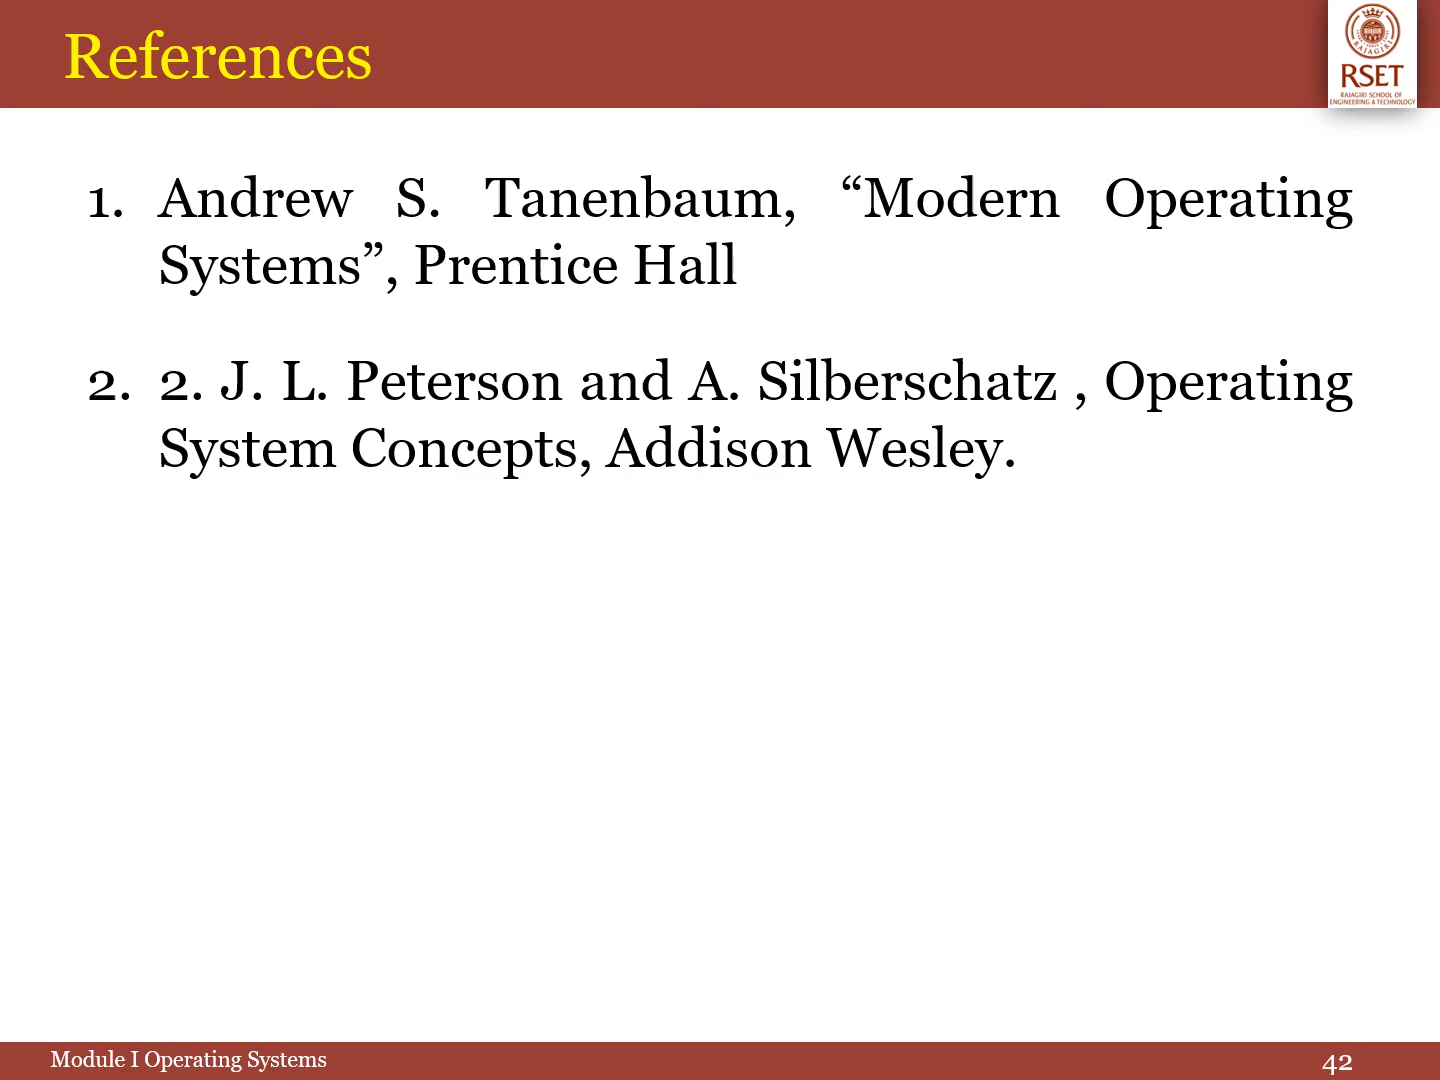 References
RAJAGIRI
RSET
RAJAGIRI SCHOOL OF
ENGINEERING & TECHNOLOGY
1. Andrew S. Tanenbaum, “Modern Operating
Systems”, Prentice Hall
2. 2. J. L. Peterson and A. Silberschatz , Operating
System Concepts, Addison Wesley.
Module I Operating Systems
42